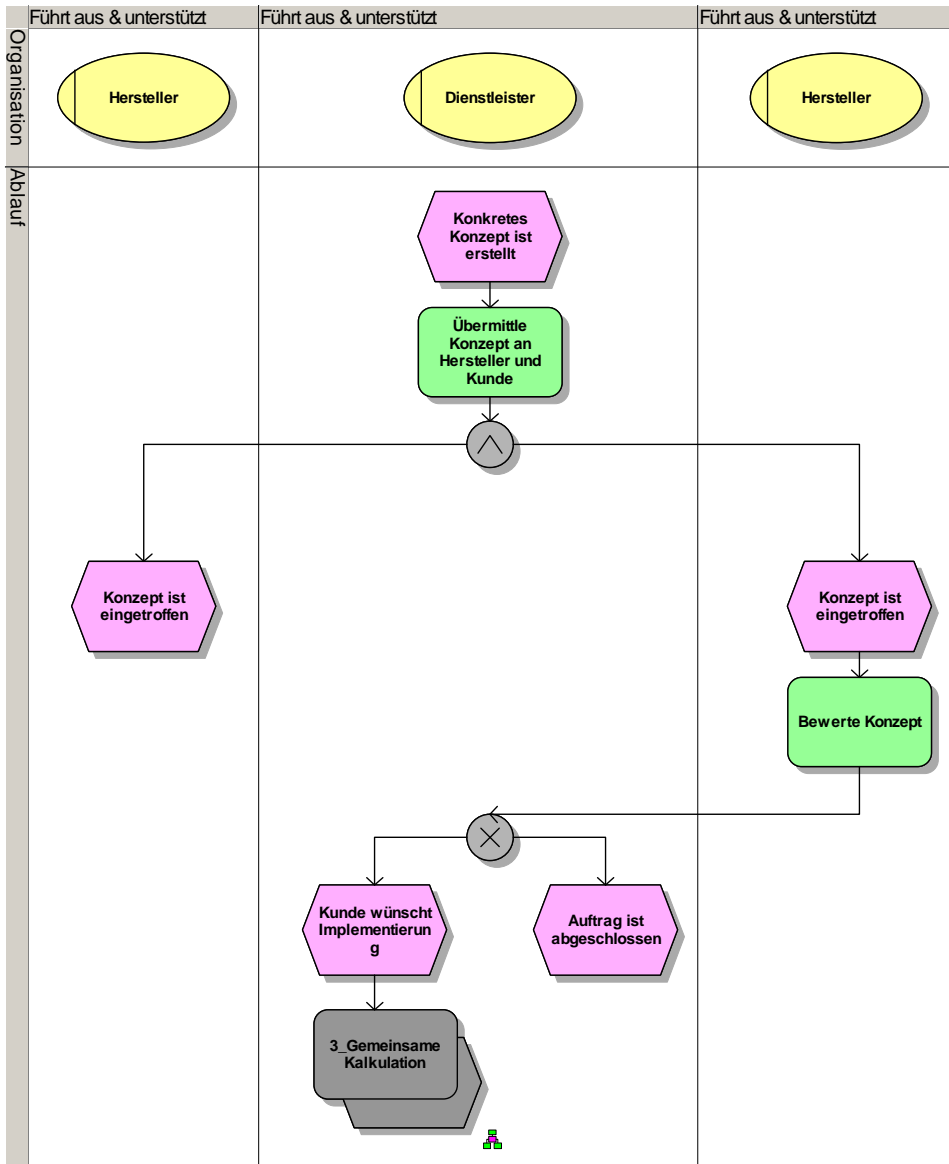 Führt aus & unterstützt
Führt aus & unterstützt
Führt aus & unterstützt
Organisation
Hersteller
Dienstleister
Hersteller
Ablauf
Konkretes
Konzept ist
erstellt
Übermittle
Konzept an
Hersteller und
Kunde
Konzept ist
eingetroffen
Konzept ist
eingetroffen
Bewerte Konzept
Kunde wünscht
Implementierun
g
Auftrag ist
abgeschlossen
3_Gemeinsame
Kalkulation